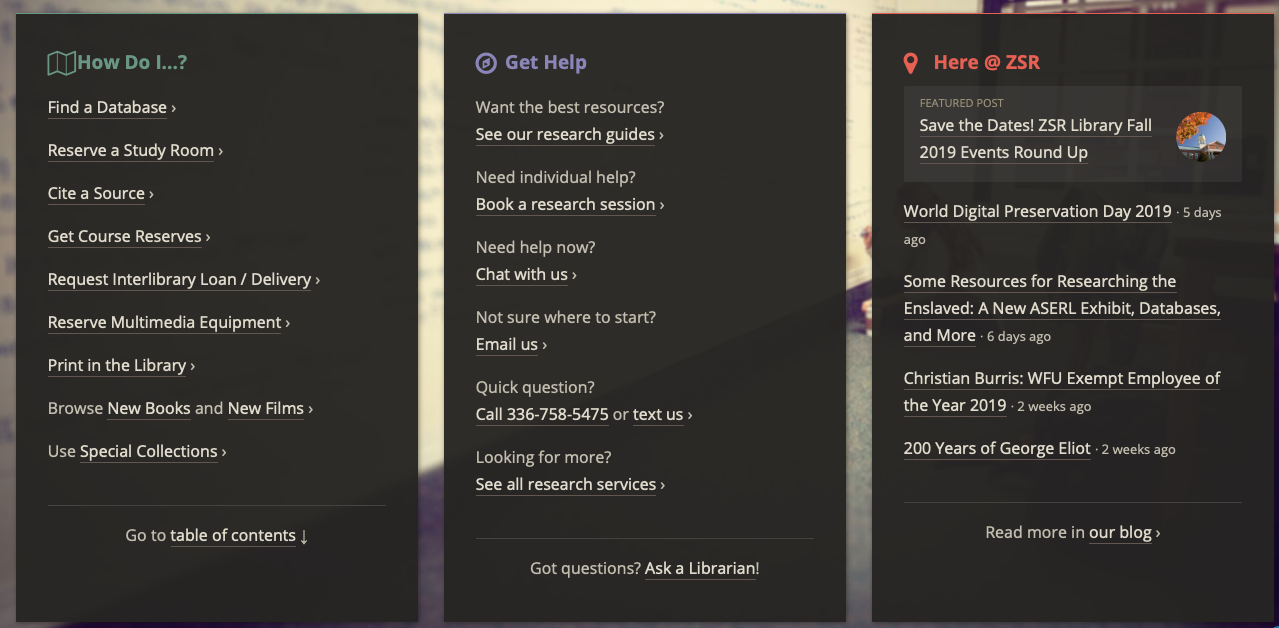 How Do I...?
Find a Database ›
Reserve a Study Room ›
Cite a Source ›
Get Course Reserves ›
Request Interlibrary Loan / Delivery ›
Reserve Multimedia Equipment ›
Print in the Library ›
Browse New Books and New Films ›
Use Special Collections ›
Go to table of contents ↓
Get Help
Want the best resources?
See our research guides ›
Need individual help?
Book a research session ›
Need help now?
Chat with us ›
Not sure where to start?
Email us ›
Quick question?
Call 336-758-5475 or text us ›
Looking for more?
See all research services ›
Got questions? Ask a Librarian!
Here @ ZSR
FEATURED POST
Save the Dates! ZSR Library Fall
2019 Events Round Up
World Digital Preservation Day 2019 · 5 days
ago
Some Resources for Researching the
Enslaved: A New ASERL Exhibit, Databases,
and More · 6 days ago
Christian Burris: WFU Exempt Employee of
the Year 2019 · 2 weeks ago
200 Years of George Eliot · 2 weeks ago
Read more in our blog ›